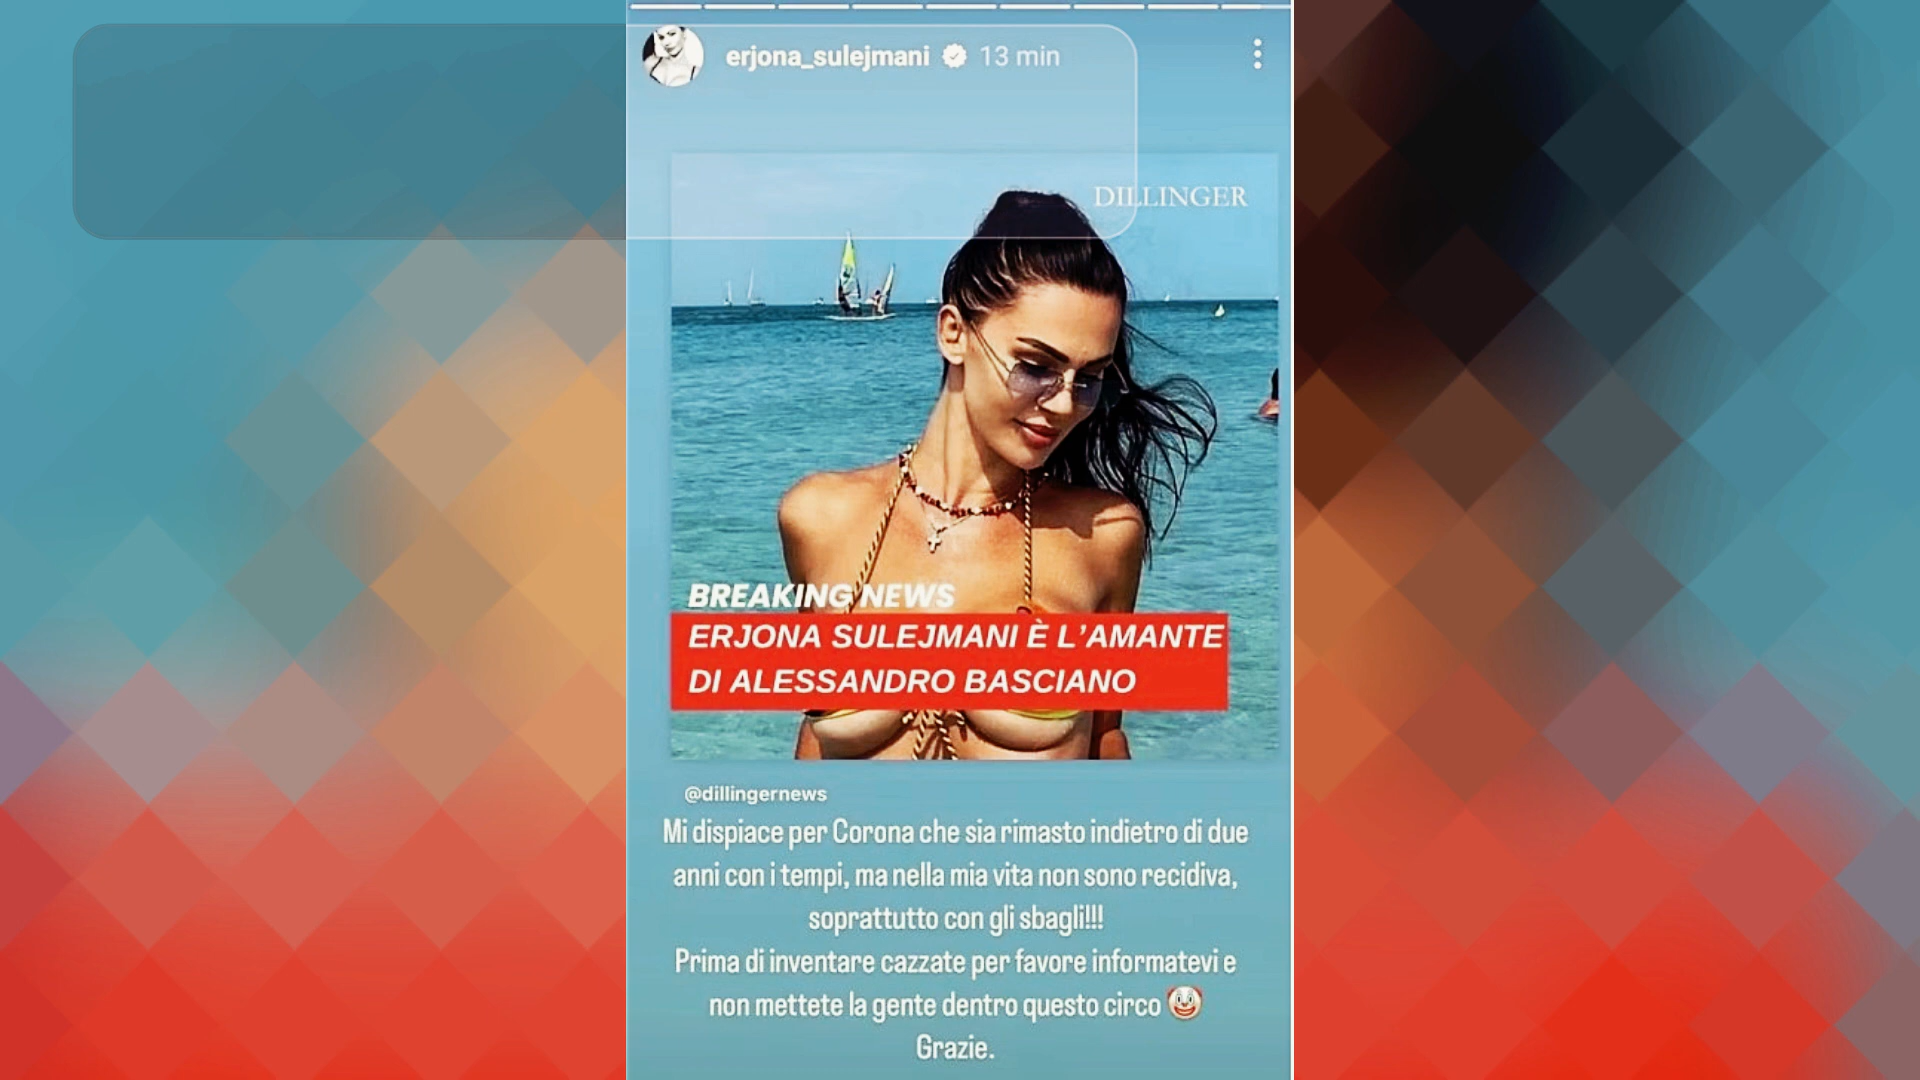 erjona_sulejmani 13 min
DILLINGER
BREAKING NEWS
ERJONA SULEJMANI È L'AMANTE
DI ALESSANDRO BASCIANO
@dillingernews
Mi dispiace per Corona che sia rimasto indietro di due
anni con i tempi, ma nella mia vita non sono recidiva,
soprattutto con gli sbagli!!!
Prima di inventare cazzate per favore informatevi e
non mettete la gente dentro questo circo 🤡
Grazie.